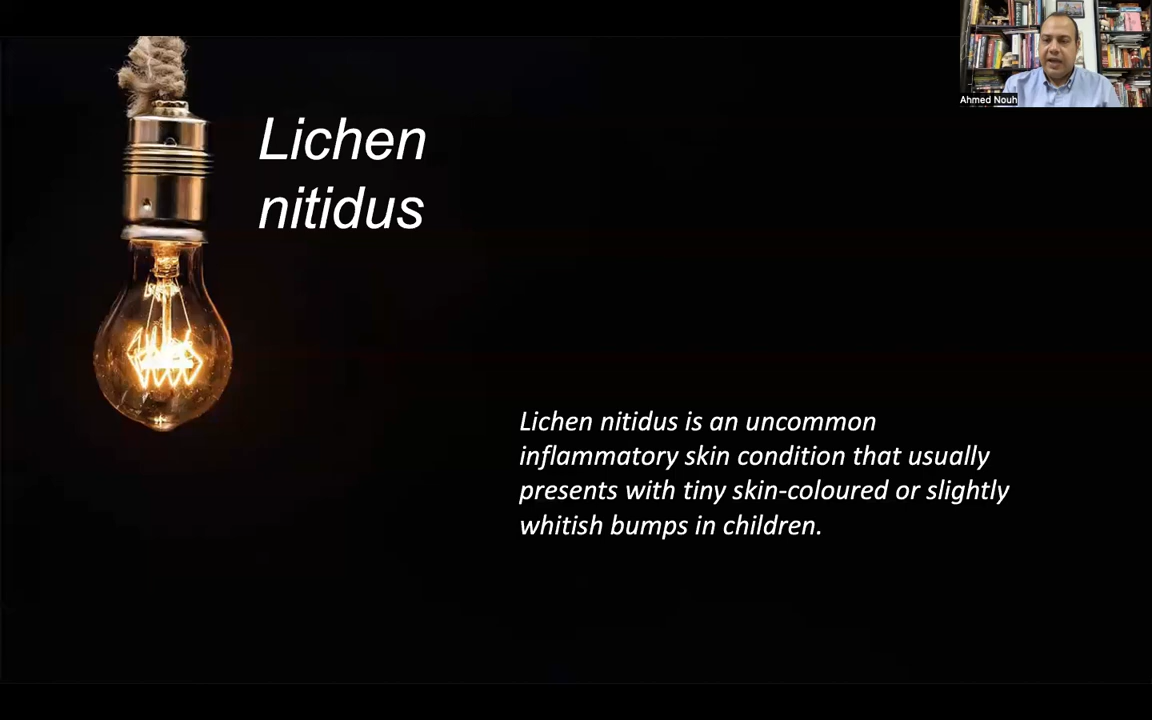 Ahmed Nouh
Lichen
nitidus
Lichen nitidus is an uncommon
inflammatory skin condition that usually
presents with tiny skin-coloured or slightly
whitish bumps in children.